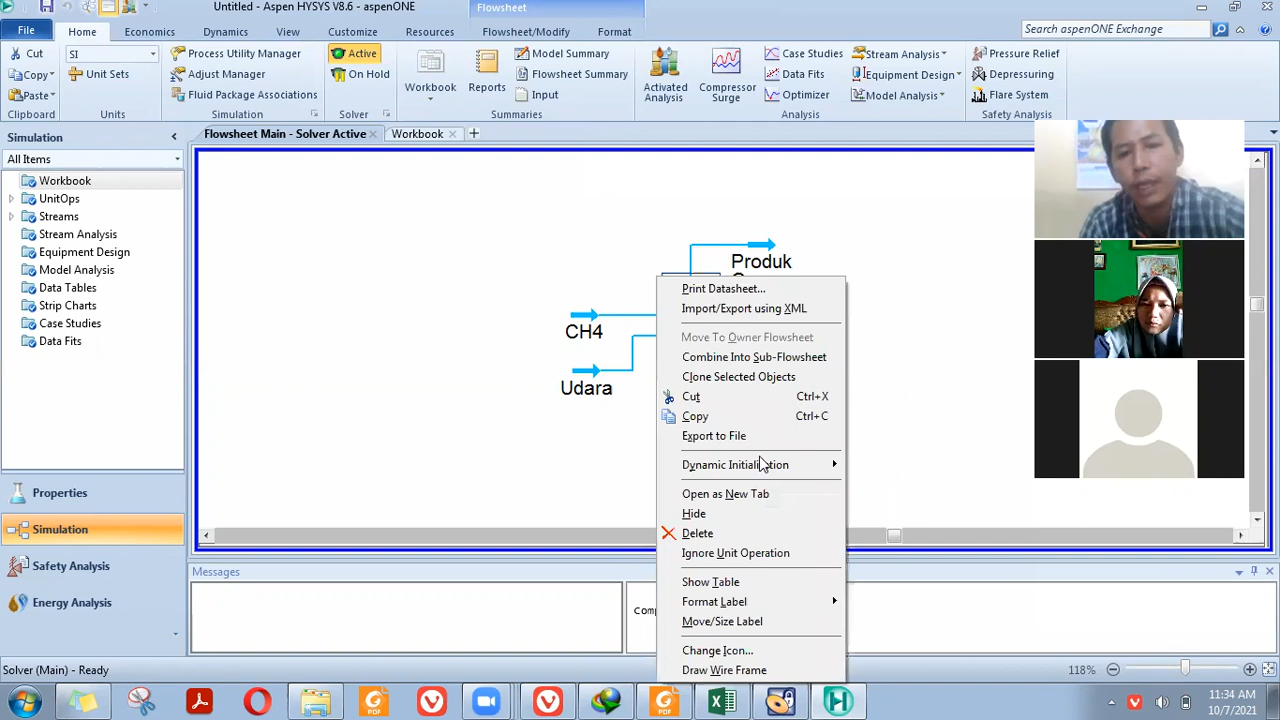 Untitled - Aspen HYSYS V8.6 - aspenONE
Flowsheet
File
Home
Economics
Dynamics
View
Customize
Resources
Flowsheet/Modify
Format
Search aspenONE Exchange
Cut
Copy
Paste
Clipboard
SI
Unit Sets
Units
Process Utility Manager
Adjust Manager
Fluid Package Associations
Simulation
Active
On Hold
Solver
Workbook
Reports
Model Summary
Flowsheet Summary
Input
Summaries
Activated
Analysis
Compressor
Surge
Case Studies
Data Fits
Optimizer
Stream Analysis
Equipment Design
Model Analysis
Analysis
Pressure Relief
Depressuring
Flare System
Safety Analysis
Simulation
All Items
Workbook
UnitOps
Streams
Stream Analysis
Equipment Design
Model Analysis
Data Tables
Strip Charts
Case Studies
Data Fits
Properties
Simulation
Safety Analysis
Energy Analysis
Flowsheet Main - Solver Active
Workbook
Produk
CH4
Udara
Print Datasheet...
Import/Export using XML
Move To Owner Flowsheet
Combine Into Sub-Flowsheet
Clone Selected Objects
Cut Ctrl+X
Copy Ctrl+C
Export to File
Dynamic Initialization
Open as New Tab
Hide
Delete
Ignore Unit Operation
Show Table
Format Label
Move/Size Label
Change Icon...
Draw Wire Frame
Messages
Solver (Main) - Ready
118%
11:34 AM
10/7/2021